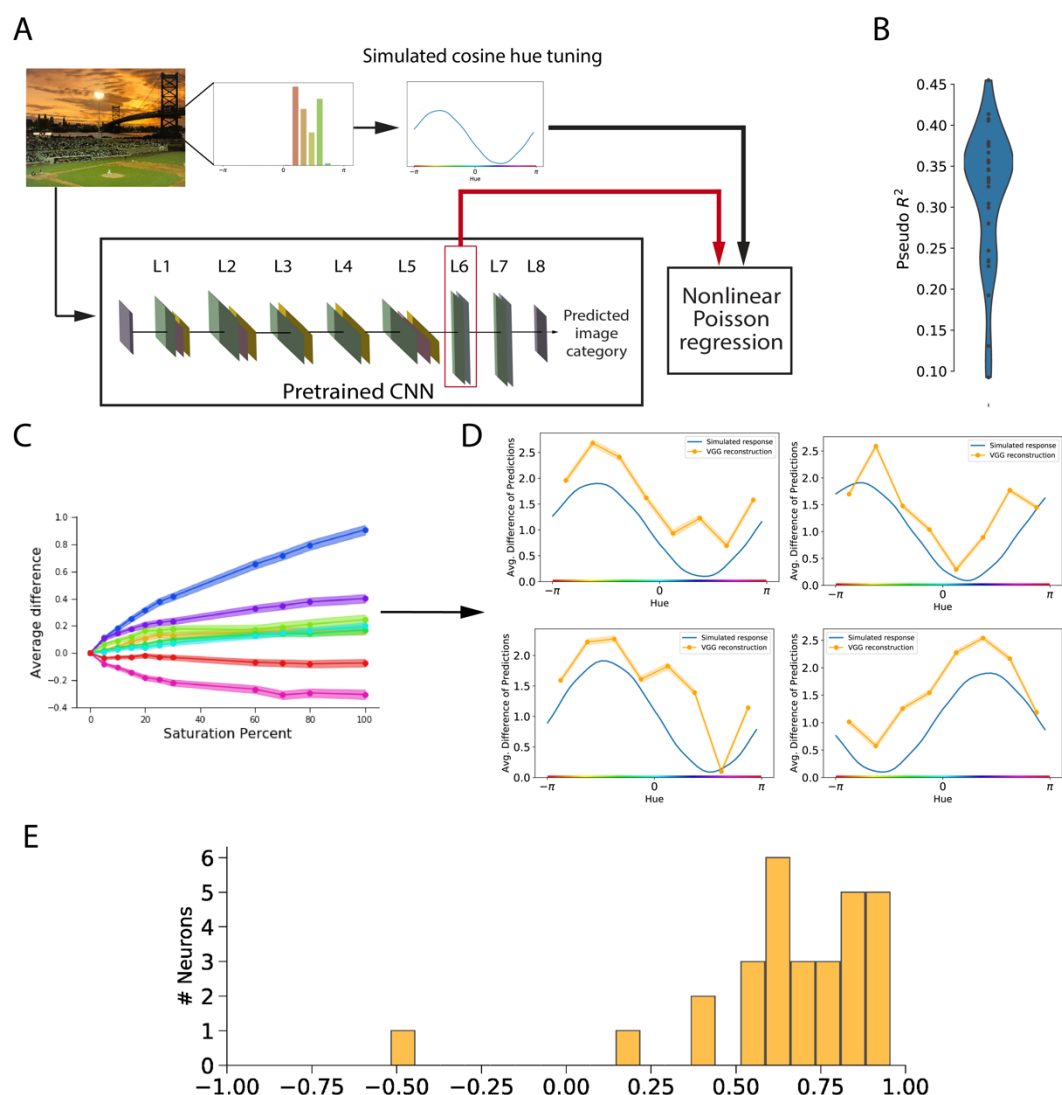 A
Simulated cosine hue tuning
−π
0
π
−π
0
π
Hue
L1
L2
L3
L4
L5
L6
L7
L8
Predicted
image
category
Pretrained CNN
Nonlinear
Poisson
regression
B
Pseudo R²
0.45
0.40
0.35
0.30
0.25
0.20
0.15
0.10
C
Average difference
1.0
0.8
0.6
0.4
0.2
0.0
−0.2
−0.4
0
20
40
60
80
100
Saturation Percent
D
Avg. Difference of Predictions
2.5
2.0
1.5
1.0
0.5
0.0
Simulated response
VGG reconstruction
−π
0
π
Hue
Avg. Difference of Predictions
2.5
2.0
1.5
1.0
0.5
0.0
Simulated response
VGG reconstruction
−π
0
π
Hue
Avg. Difference of Predictions
2.5
2.0
1.5
1.0
0.5
0.0
Simulated response
VGG reconstruction
−π
0
π
Hue
Avg. Difference of Predictions
2.5
2.0
1.5
1.0
0.5
0.0
Simulated response
VGG reconstruction
−π
0
π
Hue
E
# Neurons
6
5
4
3
2
1
0
−1.00
−0.75
−0.50
−0.25
0.00
0.25
0.50
0.75
1.00